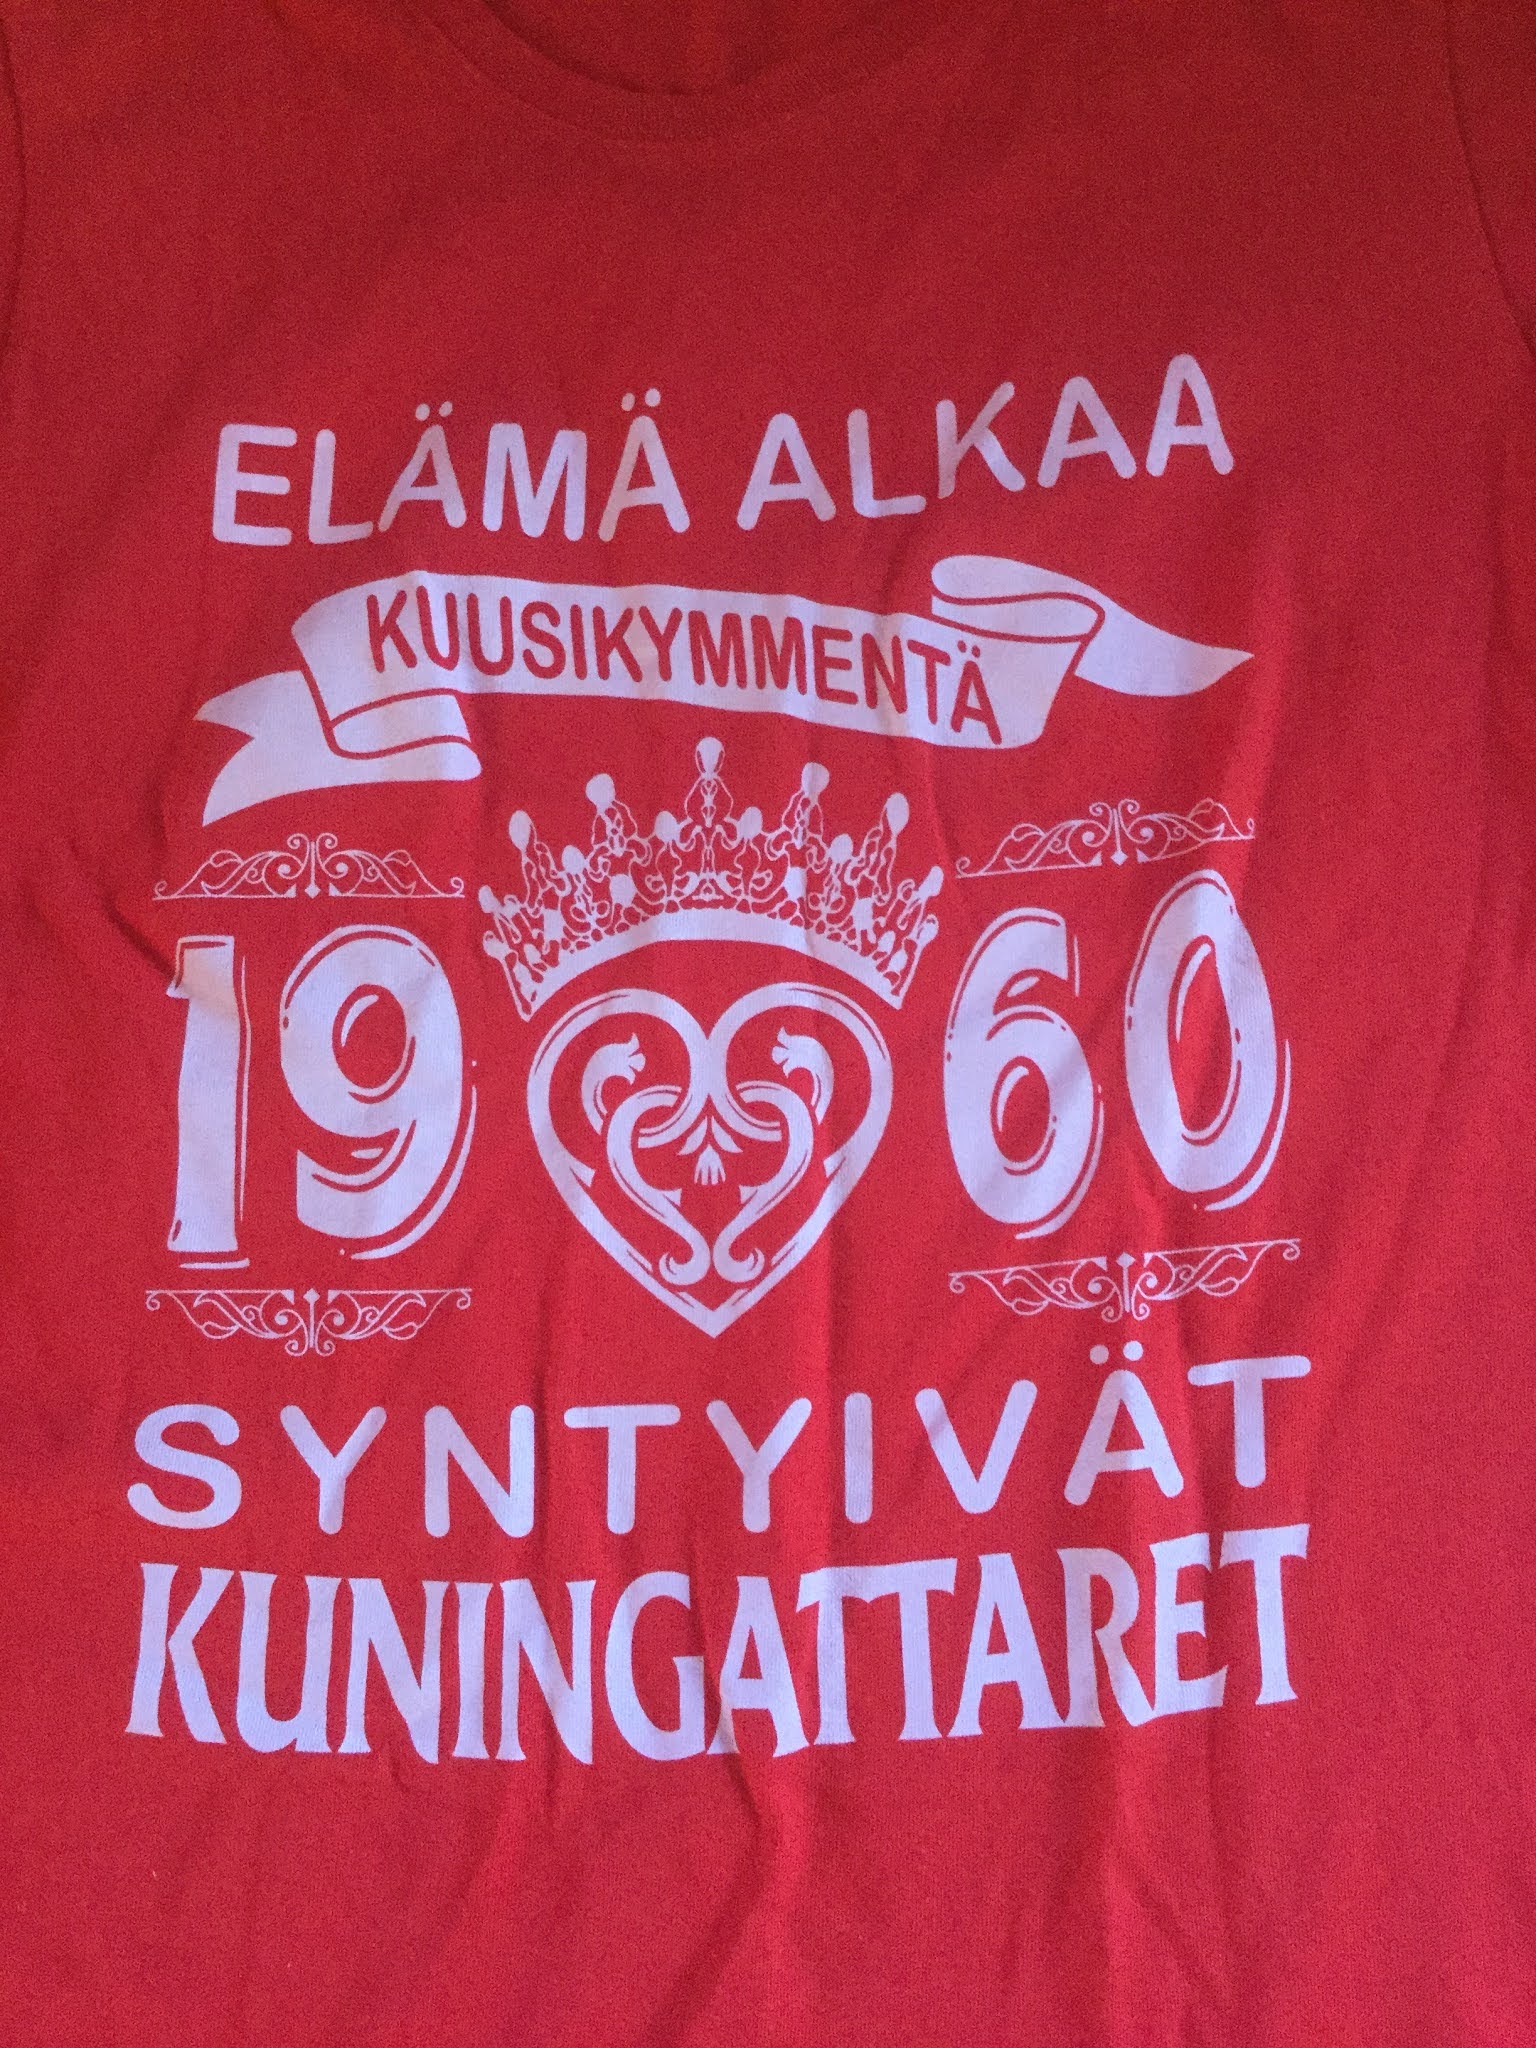 ELÄMÄ ALKAA
KUUSIKYMMENTÄ
1960
SYNTYIVÄT
KUNINGATTARET